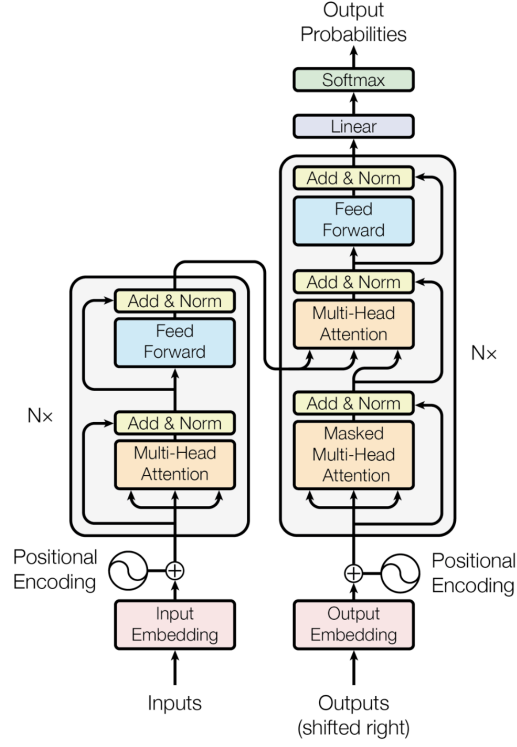 Output
Probabilities
Softmax
Linear
Add & Norm
Feed
Forward
Add & Norm
Multi-Head
Attention
Add & Norm
Masked
Multi-Head
Attention
N×
Add & Norm
Feed
Forward
N×
Add & Norm
Multi-Head
Attention
Positional
Encoding
Positional
Encoding
Input
Embedding
Output
Embedding
Inputs
Outputs
(shifted right)